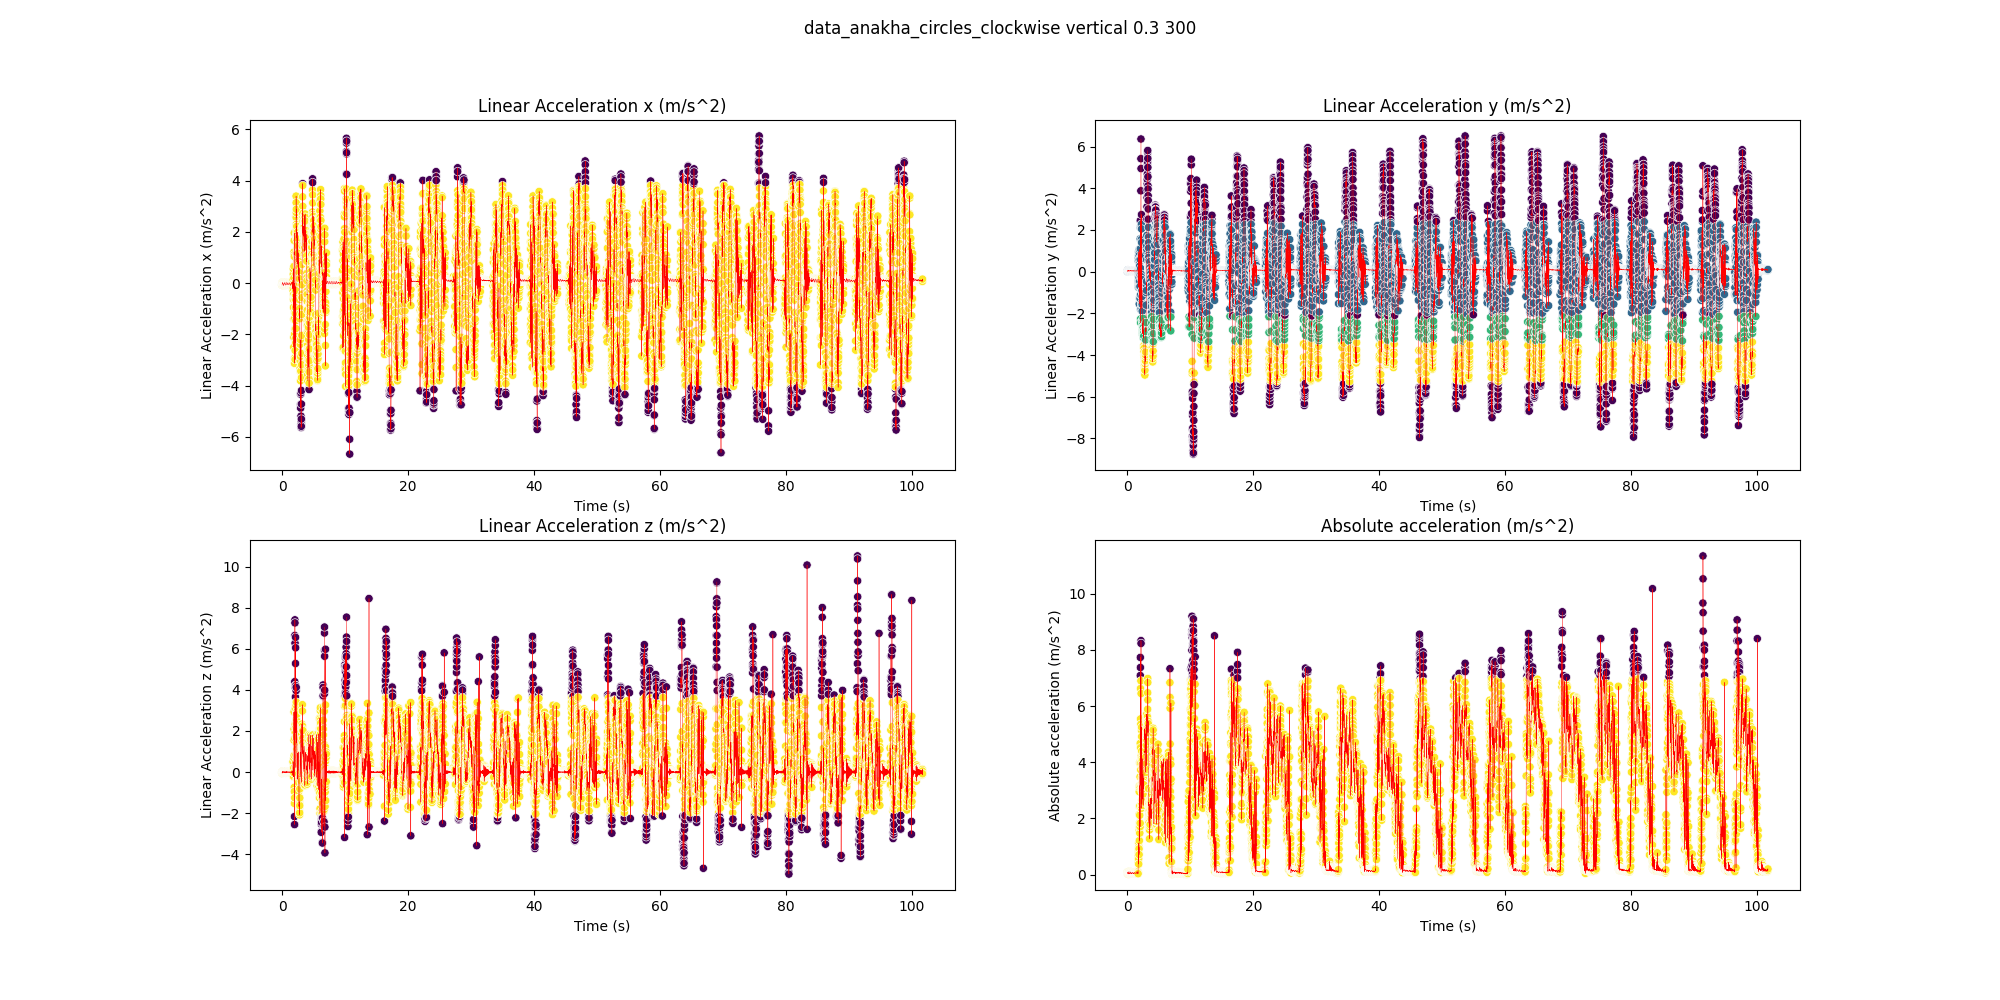 data_anakha_circles_clockwise vertical 0.3 300
Linear Acceleration x (m/s^2)
Linear Acceleration x (m/s^2)
6
4
2
0
−2
−4
−6
0 20 40 60 80 100
Time (s)
Linear Acceleration y (m/s^2)
Linear Acceleration y (m/s^2)
6
4
2
0
−2
−4
−6
−8
0 20 40 60 80 100
Time (s)
Linear Acceleration z (m/s^2)
Linear Acceleration z (m/s^2)
10
8
6
4
2
0
−2
−4
0 20 40 60 80 100
Time (s)
Absolute acceleration (m/s^2)
Absolute acceleration (m/s^2)
10
8
6
4
2
0
0 20 40 60 80 100
Time (s)